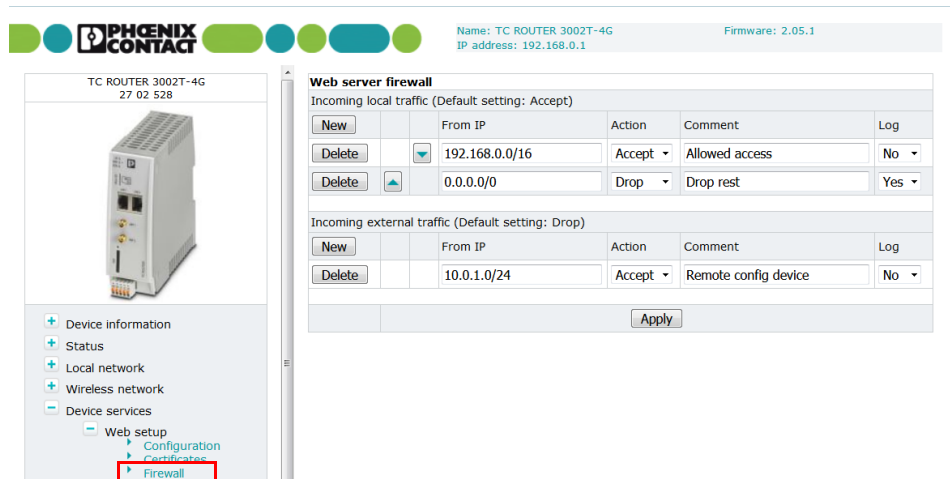 PHŒNIX
CONTACT
Name: TC ROUTER 3002T-4G
Firmware: 2.05.1
IP address: 192.168.0.1
TC ROUTER 3002T-4G
27 02 528
Device information
Status
Local network
Wireless network
Device services
Web setup
Configuration
Certificates
Firewall
Web server firewall
Incoming local traffic (Default setting: Accept)
New From IP Action Comment Log
Delete 192.168.0.0/16 Accept Allowed access No
Delete 0.0.0.0/0 Drop Drop rest Yes
Incoming external traffic (Default setting: Drop)
New From IP Action Comment Log
Delete 10.0.1.0/24 Accept Remote config device No
Apply